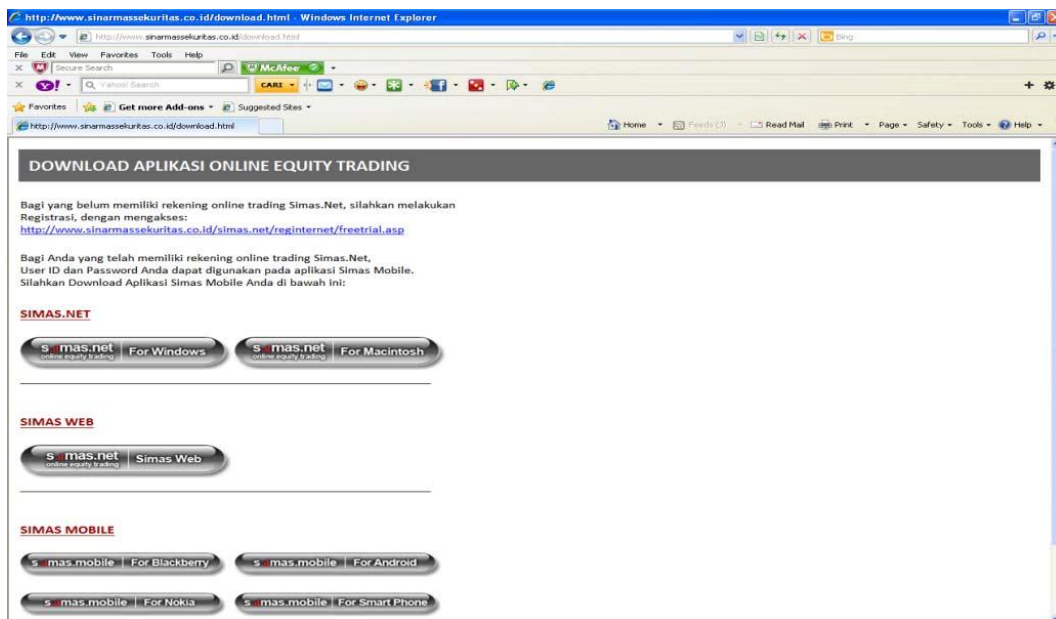 http://www.sinarmassekuritas.co.id/download.html - Windows Internet Explorer
http://www.sinarmassekuritas.co.id/download.html
Bing
File Edit View Favorites Tools Help
Secure Search McAfee
Yahoo! Search CARI
Favorites Get more Add-ons Suggested Sites
http://www.sinarmassekuritas.co.id/download.html Home Feeds (3) Read Mail Print Page Safety Tools Help
DOWNLOAD APLIKASI ONLINE EQUITY TRADING
Bagi yang belum memiliki rekening online trading Simas.Net, silahkan melakukan
Registrasi, dengan mengakses:
http://www.sinarmassekuritas.co.id/simas.net/reginternet/freetrial.asp
Bagi Anda yang telah memiliki rekening online trading Simas.Net,
User ID dan Password Anda dapat digunakan pada aplikasi Simas Mobile.
Silahkan Download Aplikasi Simas Mobile Anda di bawah ini:
SIMAS.NET
simas.net online equity trading For Windows
simas.net online equity trading For Macintosh
SIMAS WEB
simas.net online equity trading Simas Web
SIMAS MOBILE
simas.mobile For Blackberry
simas.mobile For Android
simas.mobile For Nokia
simas.mobile For Smart Phone